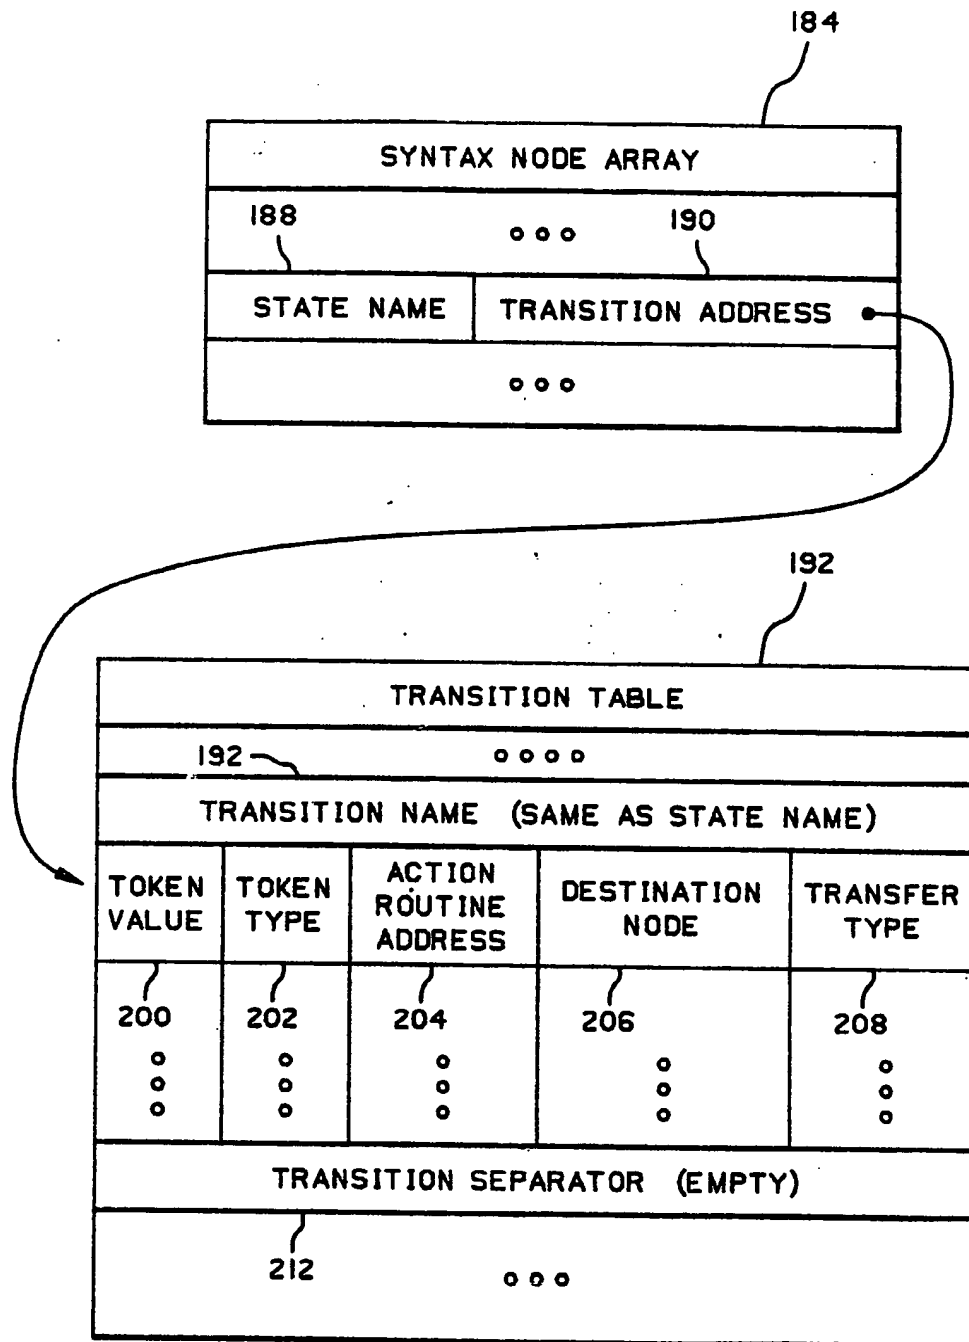 184
SYNTAX NODE ARRAY
188
190
STATE NAME
TRANSITION ADDRESS
192
TRANSITION TABLE
192
TRANSITION NAME (SAME AS STATE NAME)
TOKEN
VALUE
TOKEN
TYPE
ACTION
ROUTINE
ADDRESS
DESTINATION
NODE
TRANSFER
TYPE
200
202
204
206
208
TRANSITION SEPARATOR (EMPTY)
212